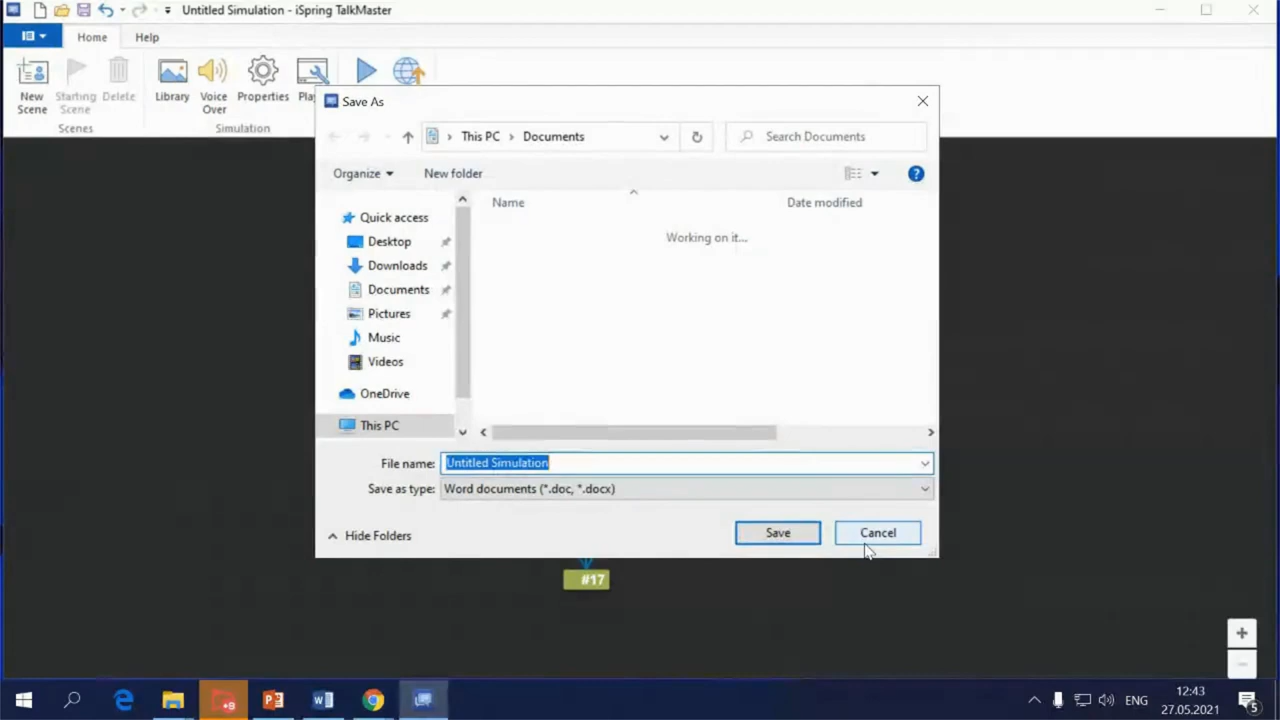 Untitled Simulation - iSpring TalkMaster
Home Help
New Scene
Starting Scene
Delete
Library
Voice Over
Properties
Scenes
Simulation
Save As
This PC > Documents
Search Documents
Organize
New folder
Name
Date modified
Working on it...
Quick access
Desktop
Downloads
Documents
Pictures
Music
Videos
OneDrive
This PC
File name: Untitled Simulation
Save as type: Word documents (*.doc, *.docx)
Hide Folders
Save
Cancel
#17
ENG
12:43
27.05.2021
5